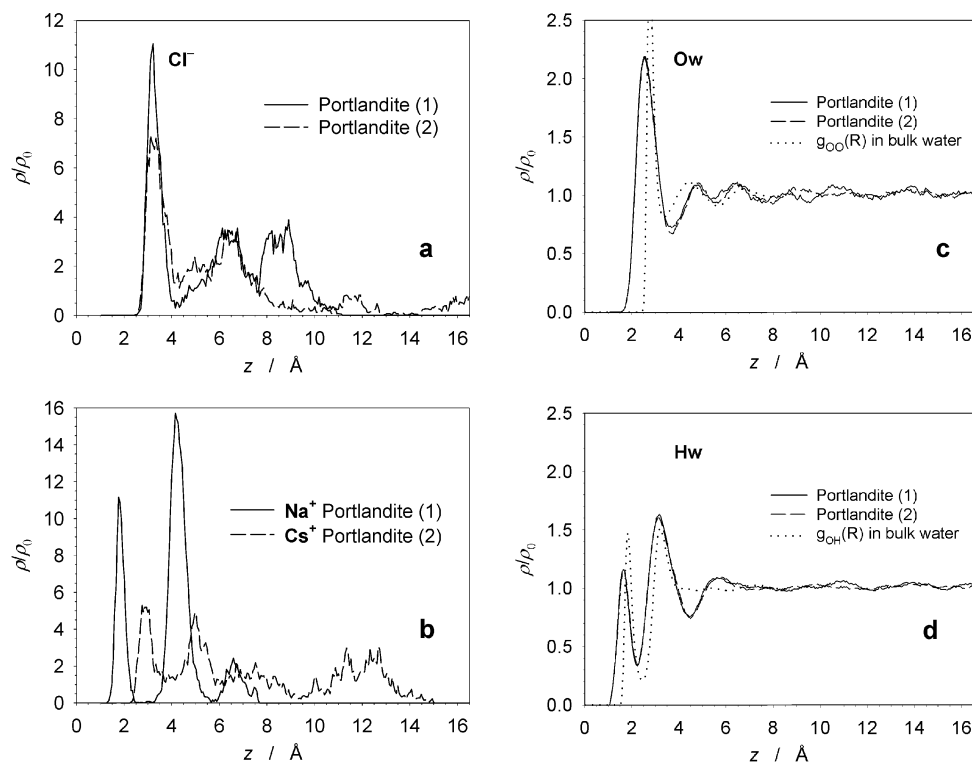 a
Cl⁻
Portlandite (1)
Portlandite (2)
ρ/ρ₀
12
10
8
6
4
2
0
0 2 4 6 8 10 12 14 16
z / Å
c
Ow
Portlandite (1)
Portlandite (2)
g_OO(R) in bulk water
ρ/ρ₀
2.5
2.0
1.5
1.0
0.5
0.0
0 2 4 6 8 10 12 14 16
z / Å
b
Na⁺ Portlandite (1)
Cs⁺ Portlandite (2)
ρ/ρ₀
16
14
12
10
8
6
4
2
0
0 2 4 6 8 10 12 14 16
z / Å
d
Hw
Portlandite (1)
Portlandite (2)
g_OH(R) in bulk water
ρ/ρ₀
2.5
2.0
1.5
1.0
0.5
0.0
0 2 4 6 8 10 12 14 16
z / Å